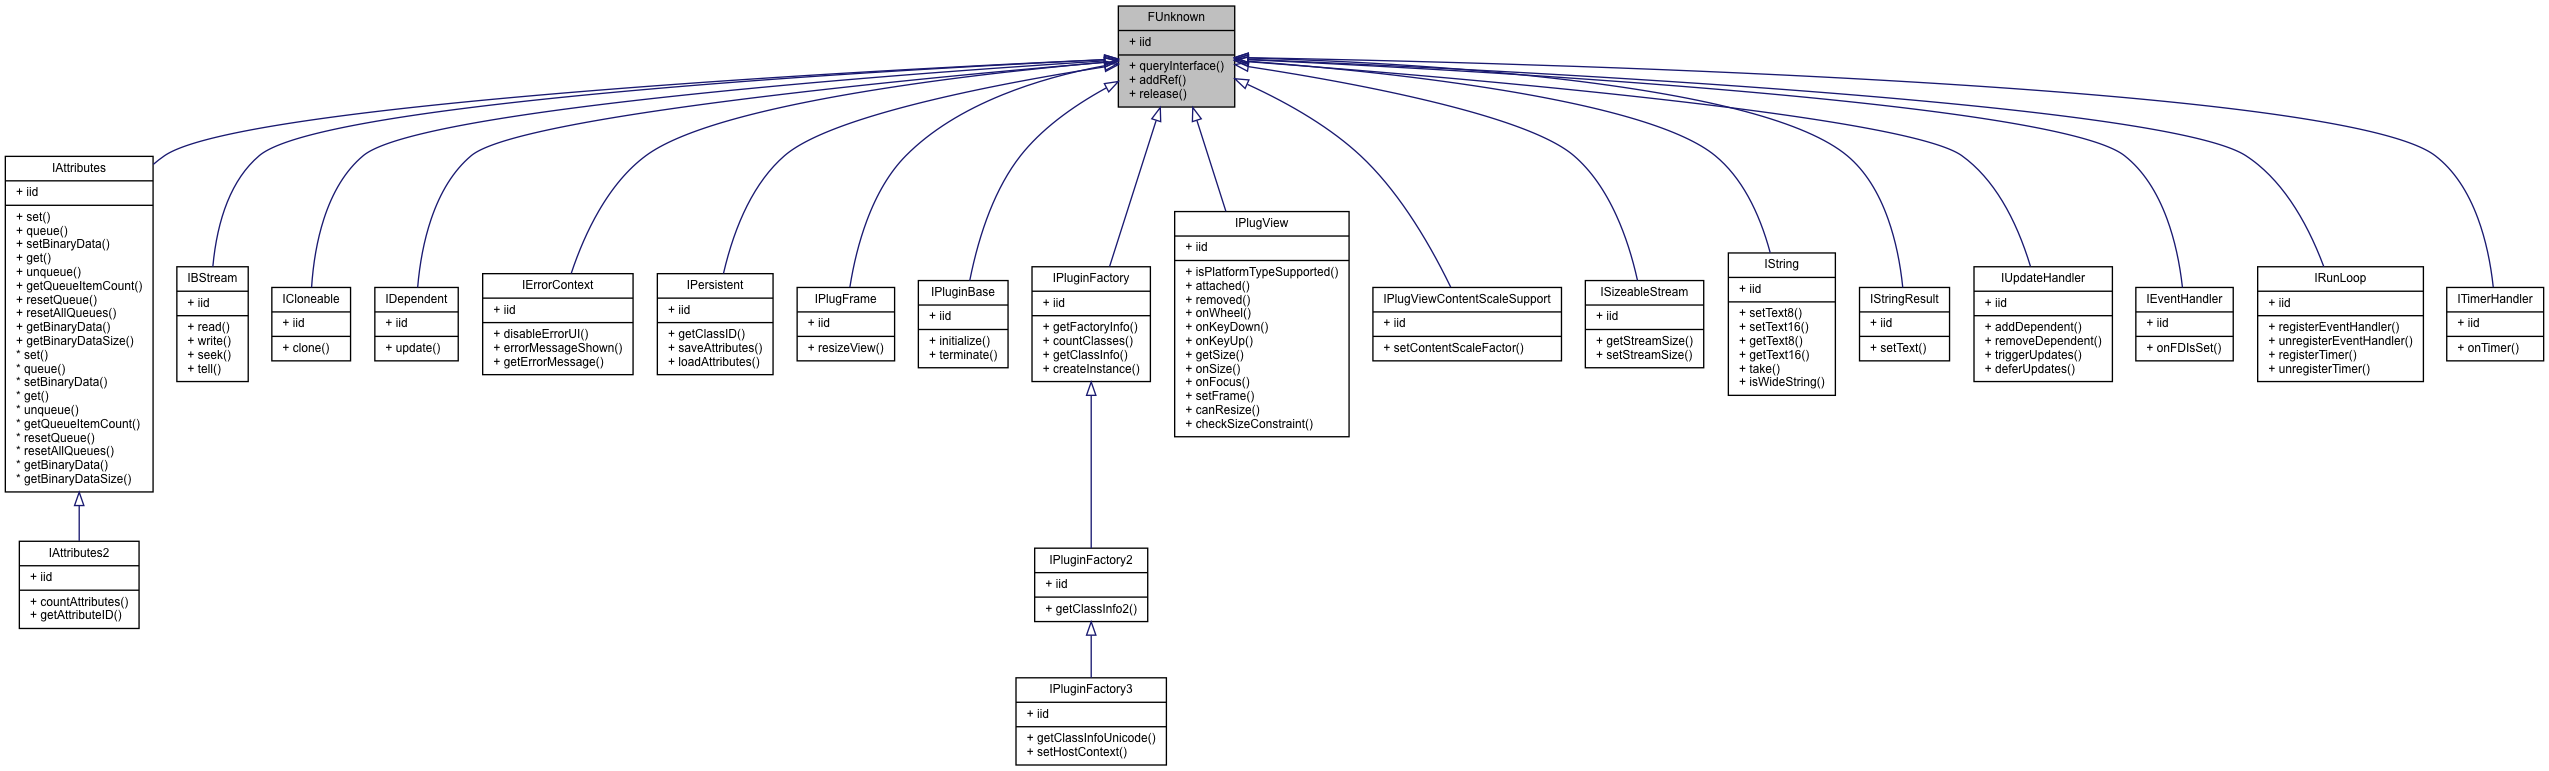 FUnknown
+ iid
+ queryInterface()
+ addRef()
+ release()
IAttributes
+ iid
+ set()
+ queue()
+ setBinaryData()
+ get()
+ unqueue()
+ getQueueItemCount()
+ resetQueue()
+ resetAllQueues()
+ getBinaryData()
+ getBinaryDataSize()
* set()
* queue()
* setBinaryData()
* get()
* unqueue()
* getQueueItemCount()
* resetQueue()
* resetAllQueues()
* getBinaryData()
* getBinaryDataSize()
IBStream
+ iid
+ read()
+ write()
+ seek()
+ tell()
ICloneable
+ iid
+ clone()
IDependent
+ iid
+ update()
IErrorContext
+ iid
+ disableErrorUI()
+ errorMessageShown()
+ getErrorMessage()
IPersistent
+ iid
+ getClassID()
+ saveAttributes()
+ loadAttributes()
IPlugFrame
+ iid
+ resizeView()
IPluginBase
+ iid
+ initialize()
+ terminate()
IPluginFactory
+ iid
+ getFactoryInfo()
+ countClasses()
+ getClassInfo()
+ createInstance()
IPlugView
+ iid
+ isPlatformTypeSupported()
+ attached()
+ removed()
+ onWheel()
+ onKeyDown()
+ onKeyUp()
+ getSize()
+ onSize()
+ onFocus()
+ setFrame()
+ canResize()
+ checkSizeConstraint()
IPlugViewContentScaleSupport
+ iid
+ setContentScaleFactor()
ISizeableStream
+ iid
+ getStreamSize()
+ setStreamSize()
IString
+ iid
+ setText8()
+ setText16()
+ getText8()
+ getText16()
+ take()
+ isWideString()
IStringResult
+ iid
+ setText()
IUpdateHandler
+ iid
+ addDependent()
+ removeDependent()
+ triggerUpdates()
+ deferUpdates()
IEventHandler
+ iid
+ onFDIsSet()
IRunLoop
+ iid
+ registerEventHandler()
+ unregisterEventHandler()
+ registerTimer()
+ unregisterTimer()
ITimerHandler
+ iid
+ onTimer()
IAttributes2
+ iid
+ countAttributes()
+ getAttributeID()
IPluginFactory2
+ iid
+ getClassInfo2()
IPluginFactory3
+ iid
+ getClassInfoUnicode()
+ setHostContext()